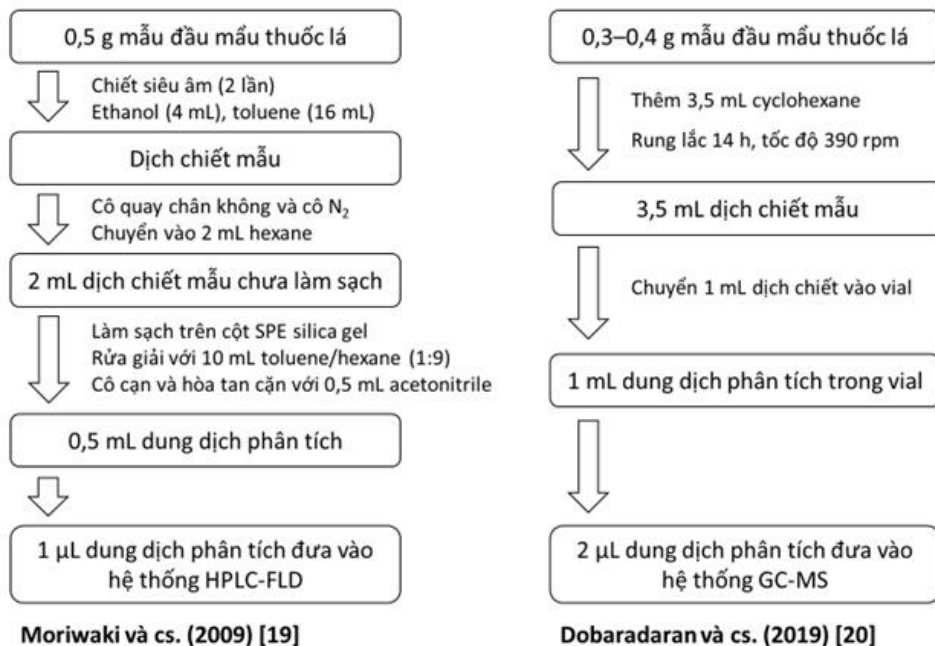 0,5 g mẫu đầu mẩu thuốc lá
Chiết siêu âm (2 lần)
Ethanol (4 mL), toluene (16 mL)
Dịch chiết mẫu
Cô quay chân không và cô N₂
Chuyển vào 2 mL hexane
2 mL dịch chiết mẫu chưa làm sạch
Làm sạch trên cột SPE silica gel
Rửa giải với 10 mL toluene/hexane (1:9)
Cô cạn và hòa tan cặn với 0,5 mL acetonitrile
0,5 mL dung dịch phân tích
1 µL dung dịch phân tích đưa vào
hệ thống HPLC-FLD
Moriwaki và cs. (2009) [19]
0,3–0,4 g mẫu đầu mẩu thuốc lá
Thêm 3,5 mL cyclohexane
Rung lắc 14 h, tốc độ 390 rpm
3,5 mL dịch chiết mẫu
Chuyển 1 mL dịch chiết vào vial
1 mL dung dịch phân tích trong vial
2 µL dung dịch phân tích đưa vào
hệ thống GC-MS
Dobaradaran và cs. (2019) [20]